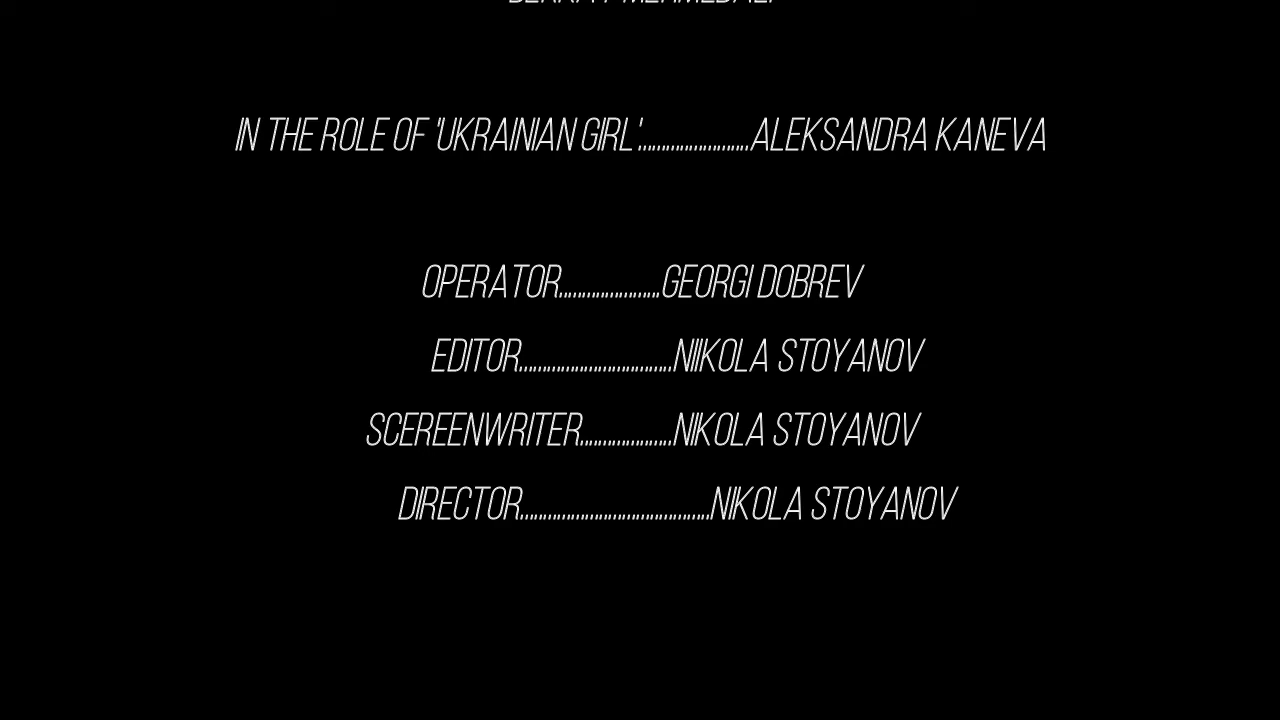 IN THE ROLE OF 'UKRAINIAN GIRL'........................ALEKSANDRA KANEVA
OPERATOR......................GEORGI DOBREV
EDITOR.................................NIIKOLA STOYANOV
SCEREENWRITER....................NIKOLA STOYANOV
DIRECTOR.........................................NIKOLA STOYANOV